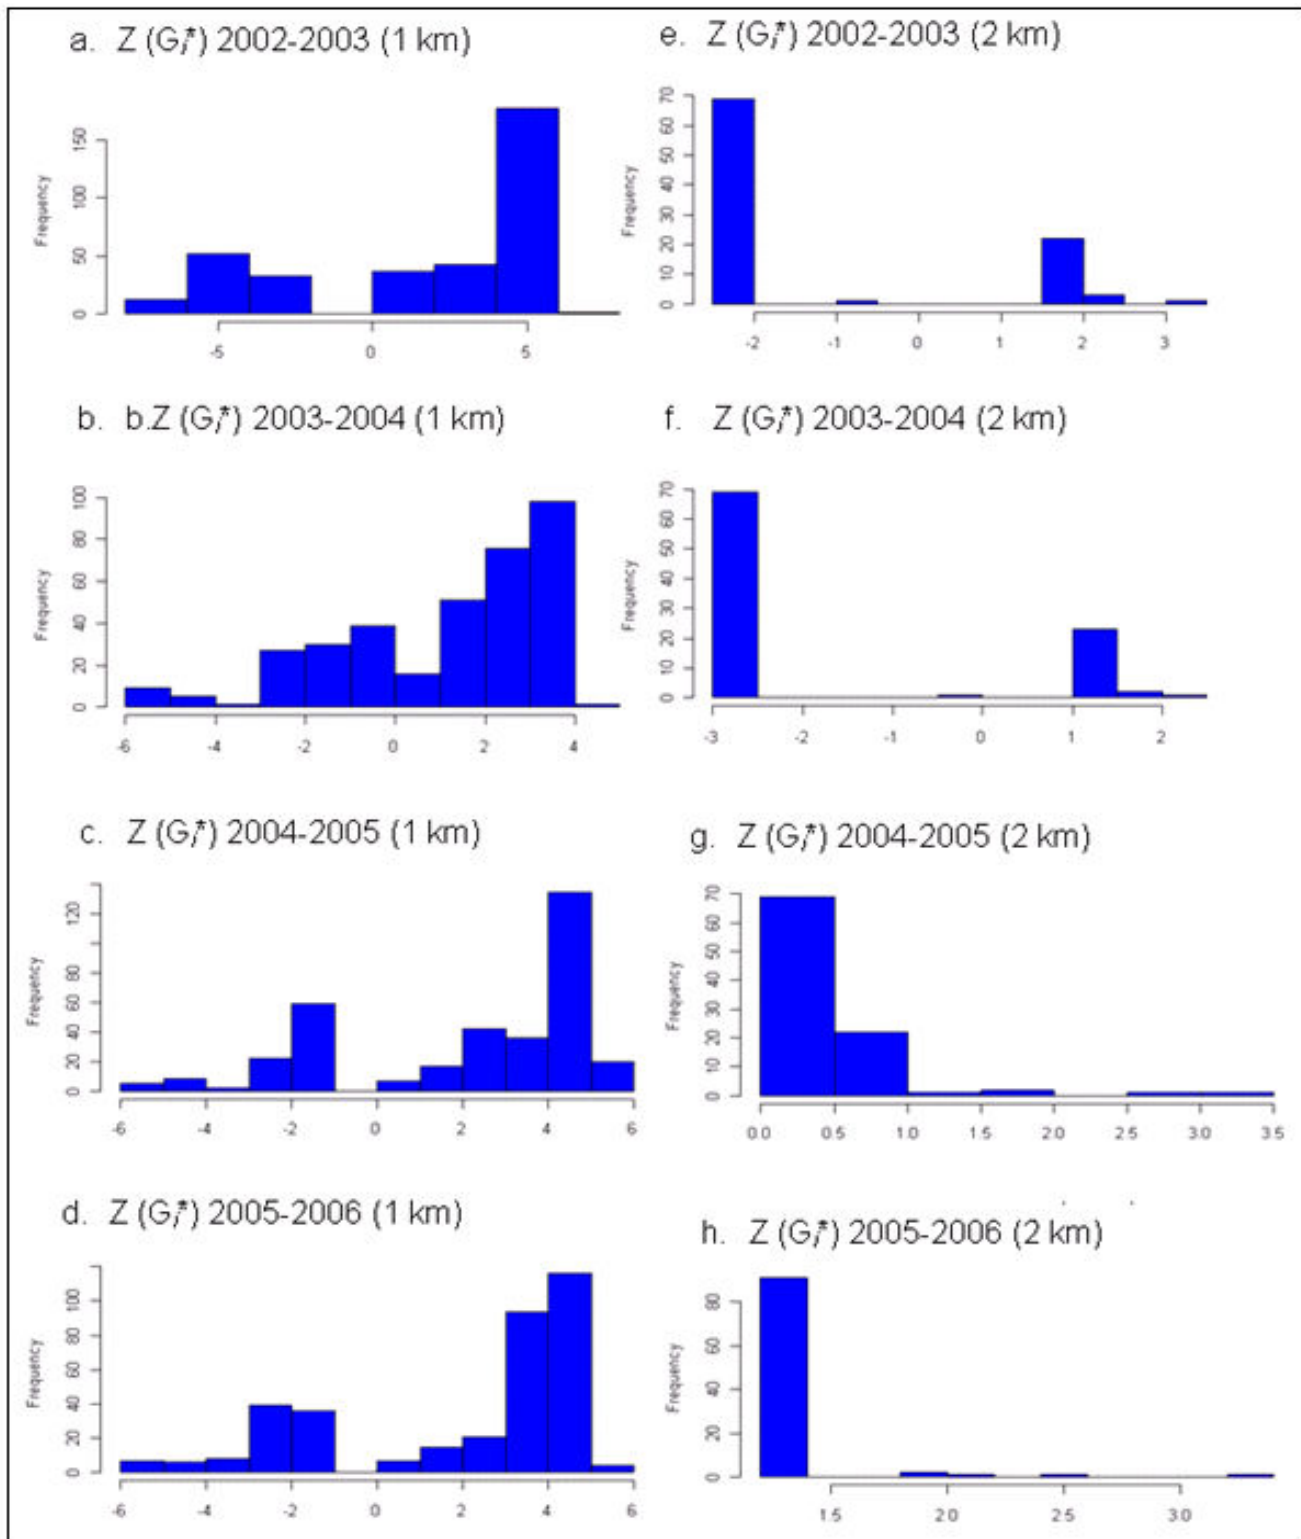 a. Z (Gi*) 2002-2003 (1 km)
Frequency
0 50 100 150
-5 0 5
e. Z (Gi*) 2002-2003 (2 km)
Frequency
0 10 20 30 40 50 60 70
-2 -1 0 1 2 3
b. b.Z (Gi*) 2003-2004 (1 km)
Frequency
0 20 40 60 80 100
-6 -4 -2 0 2 4
f. Z (Gi*) 2003-2004 (2 km)
Frequency
0 10 20 30 40 50 60 70
-3 -2 -1 0 1 2
c. Z (Gi*) 2004-2005 (1 km)
Frequency
0 20 40 60 80 120
-6 -4 -2 0 2 4 6
g. Z (Gi*) 2004-2005 (2 km)
Frequency
0 10 20 30 40 50 60 70
0.0 0.5 1.0 1.5 2.0 2.5 3.0 3.5
d. Z (Gi*) 2005-2006 (1 km)
Frequency
0 20 40 60 80 100
-6 -4 -2 0 2 4 6
h. Z (Gi*) 2005-2006 (2 km)
Frequency
0 20 40 60 80
1.5 2.0 2.5 3.0